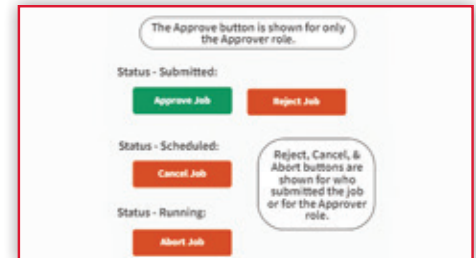 The Approve button is shown for only
the Approver role.
Status - Submitted:
Approve Job
Reject Job
Status - Scheduled:
Cancel Job
Reject, Cancel, &
Abort buttons are
shown for who
submitted the job
or for the Approver
role.
Status - Running:
Abort Job